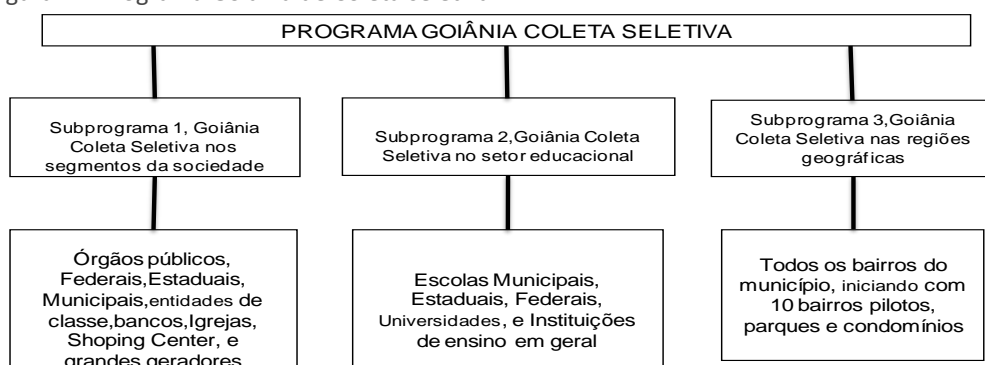 PROGRAMA GOIÂNIA COLETA SELETIVA
Subprograma 1, Goiânia
Coleta Seletiva nos
segmentos da sociedade
Subprograma 2,Goiânia Coleta
Seletiva no setor educacional
Subprograma 3,Goiânia
Coleta Seletiva nas regiões
geográficas
Órgãos públicos,
Federais,Estaduais,
Municipais,entidades de
classe,bancos,Igrejas,
Shoping Center, e
grandes geradores
Escolas Municipais,
Estaduais, Federais,
Universidades, e Instituições
de ensino em geral
Todos os bairros do
município, iniciando com
10 bairros pilotos,
parques e condomínios